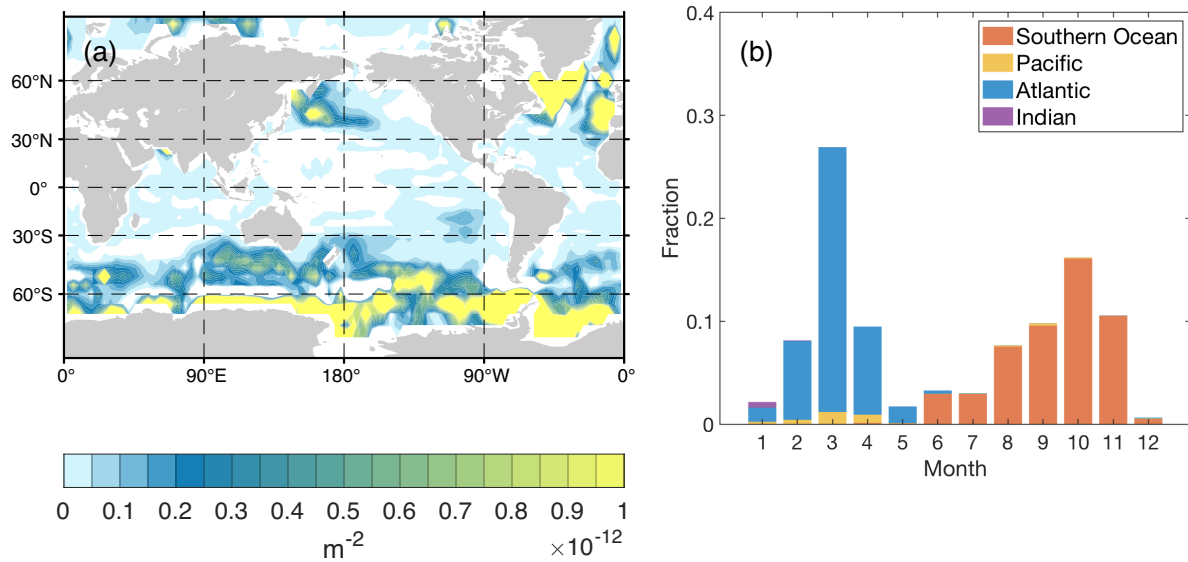 (a)
60°N
30°N
0°
30°S
60°S
0° 90°E 180° 90°W 0°
0 0.1 0.2 0.3 0.4 0.5 0.6 0.7 0.8 0.9 1
m⁻² ×10⁻¹²
(b)
Southern Ocean
Pacific
Atlantic
Indian
Fraction
0.4
0.3
0.2
0.1
0
1 2 3 4 5 6 7 8 9 10 11 12
Month